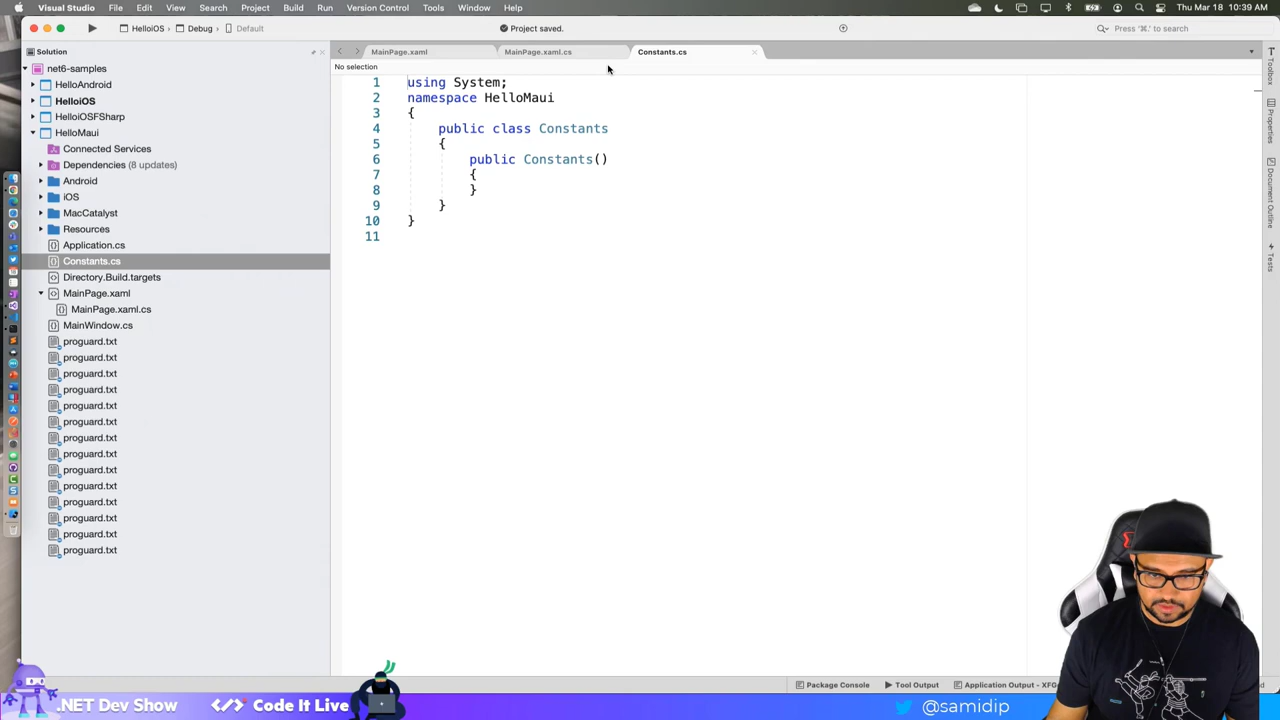 Visual Studio File Edit View Search Project Build Run Version Control Tools Window Help
Thu Mar 18 10:39 AM
HelloiOS › Debug › Default
Project saved.
Press '⌘.' to search
Solution
net6-samples
HelloAndroid
HelloiOS
HelloiOSFSharp
HelloMaui
Connected Services
Dependencies (8 updates)
Android
iOS
MacCatalyst
Resources
Application.cs
Constants.cs
Directory.Build.targets
MainPage.xaml
MainPage.xaml.cs
MainWindow.cs
proguard.txt
proguard.txt
proguard.txt
proguard.txt
proguard.txt
proguard.txt
proguard.txt
proguard.txt
proguard.txt
proguard.txt
proguard.txt
proguard.txt
proguard.txt
proguard.txt
MainPage.xaml
MainPage.xaml.cs
Constants.cs
No selection
1 using System;
2 namespace HelloMaui
3 {
4 public class Constants
5 {
6 public Constants()
7 {
8 }
9 }
10 }
11
Toolbox
Properties
Document Outline
Tests
Package Console
Tool Output
Application Output - XFG
.NET Dev Show
</> Code It Live
@samidip